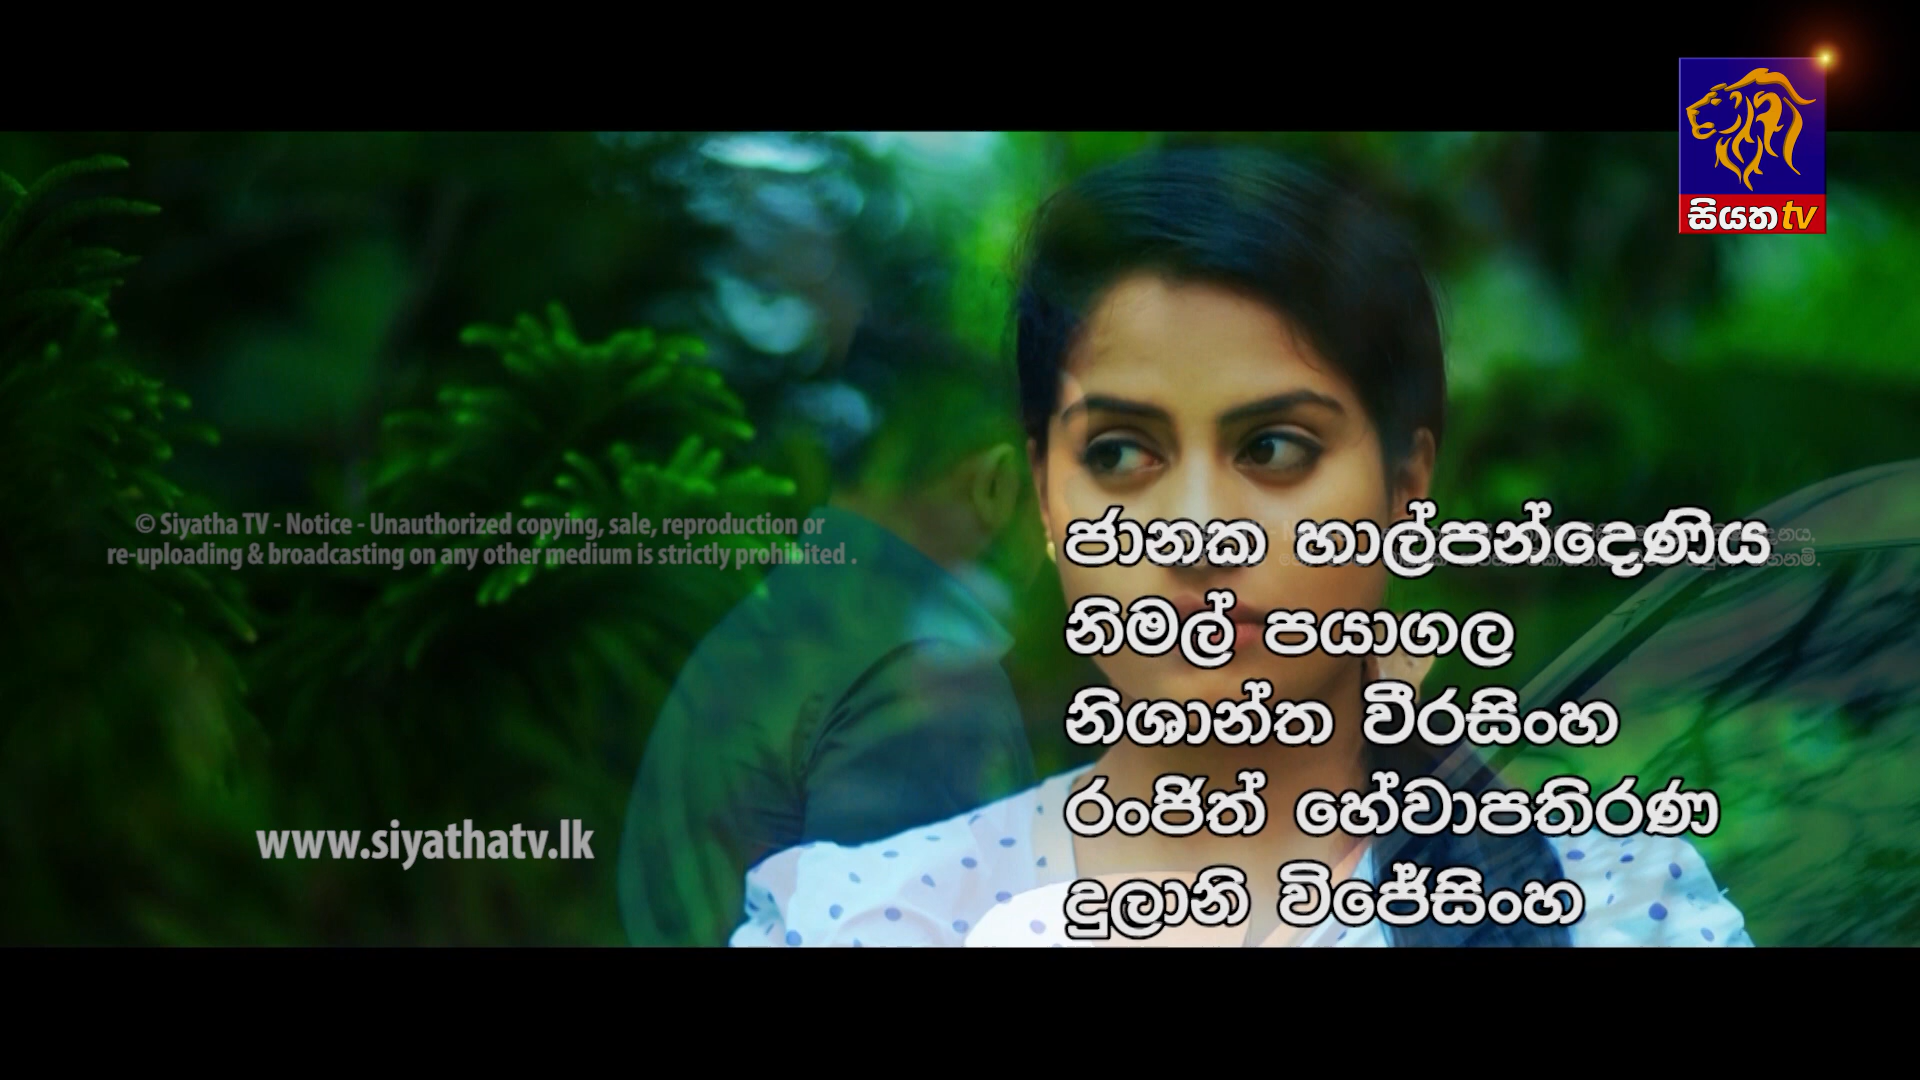 සියත tv
© Siyatha TV - Notice - Unauthorized copying, sale, reproduction or
re-uploading & broadcasting on any other medium is strictly prohibited .
ජානක හාල්පන්දෙණිය
නිමල් පයාගල
නිශාන්ත වීරසිංහ
රංජිත් හේවාපතිරණ
දුලානි විජේසිංහ
www.siyathatv.lk